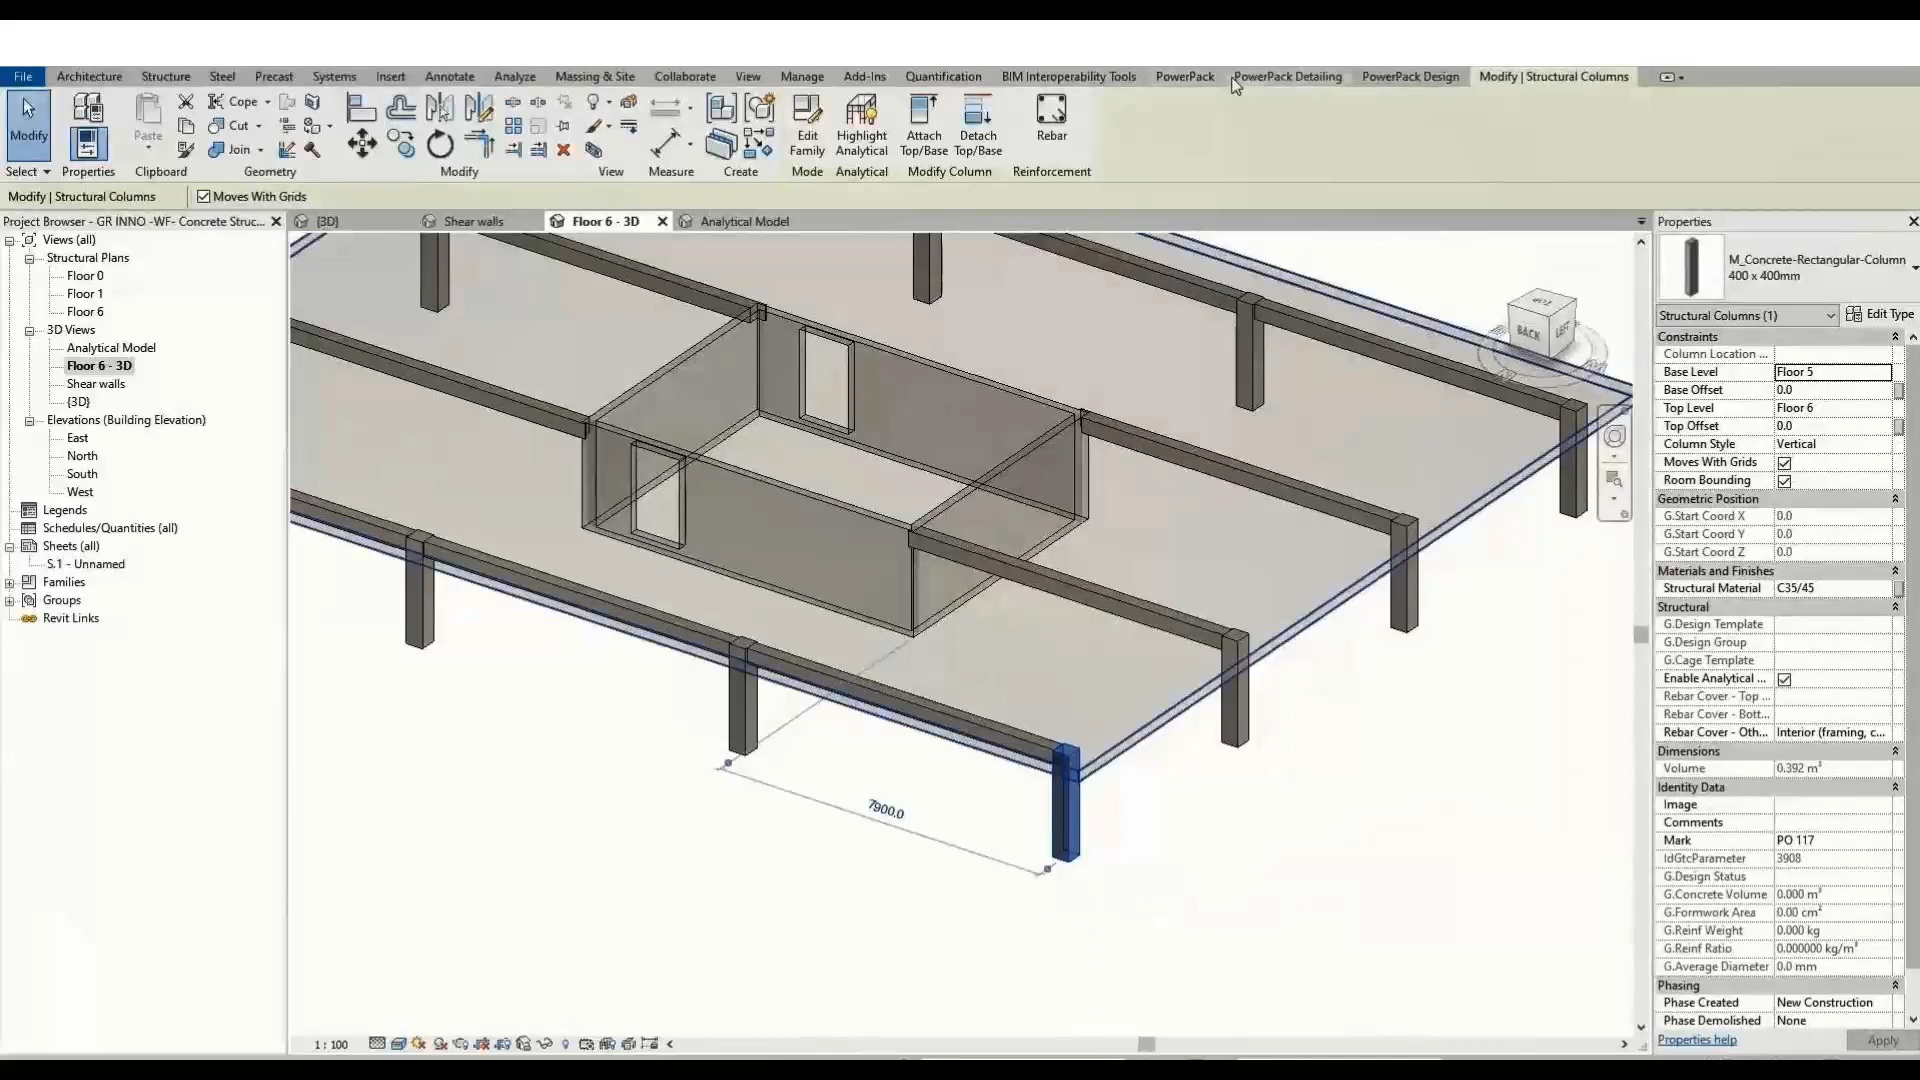 File Architecture Structure Steel Precast Systems Insert Annotate Analyze Massing & Site Collaborate View Manage Add-Ins Quantification BIM Interoperability Tools PowerPack PowerPack Detailing PowerPack Design Modify | Structural Columns
Modify
Paste
Cope
Cut
Join
Edit Family
Highlight Analytical
Attach Top/Base
Detach Top/Base
Rebar
Select Properties Clipboard Geometry Modify View Measure Create Mode Analytical Modify Column Reinforcement
Modify | Structural Columns Moves With Grids
Project Browser - GR INNO -WF- Concrete Struc...
{3D} Shear walls Floor 6 - 3D Analytical Model
Views (all)
Structural Plans
Floor 0
Floor 1
Floor 6
3D Views
Analytical Model
Floor 6 - 3D
Shear walls
{3D}
Elevations (Building Elevation)
East
North
South
West
Legends
Schedules/Quantities (all)
Sheets (all)
S.1 - Unnamed
Families
Groups
Revit Links
TOP
BACK
LEFT
7900.0
1 : 100
Properties
M_Concrete-Rectangular-Column
400 x 400mm
Structural Columns (1) Edit Type
Constraints
Column Location ...
Base Level Floor 5
Base Offset 0.0
Top Level Floor 6
Top Offset 0.0
Column Style Vertical
Moves With Grids
Room Bounding
Geometric Position
G.Start Coord X 0.0
G.Start Coord Y 0.0
G.Start Coord Z 0.0
Materials and Finishes
Structural Material C35/45
Structural
G.Design Template
G.Design Group
G.Cage Template
Enable Analytical ...
Rebar Cover - Top ...
Rebar Cover - Bott...
Rebar Cover - Oth... Interior (framing, c...
Dimensions
Volume 0.392 m³
Identity Data
Image
Comments
Mark PO 117
IdGtcParameter 3908
G.Design Status
G.Concrete Volume 0.000 m³
G.Formwork Area 0.00 cm²
G.Reinf Weight 0.000 kg
G.Reinf Ratio 0.000000 kg/m³
G.Average Diameter 0.0 mm
Phasing
Phase Created New Construction
Phase Demolished None
Properties help Apply